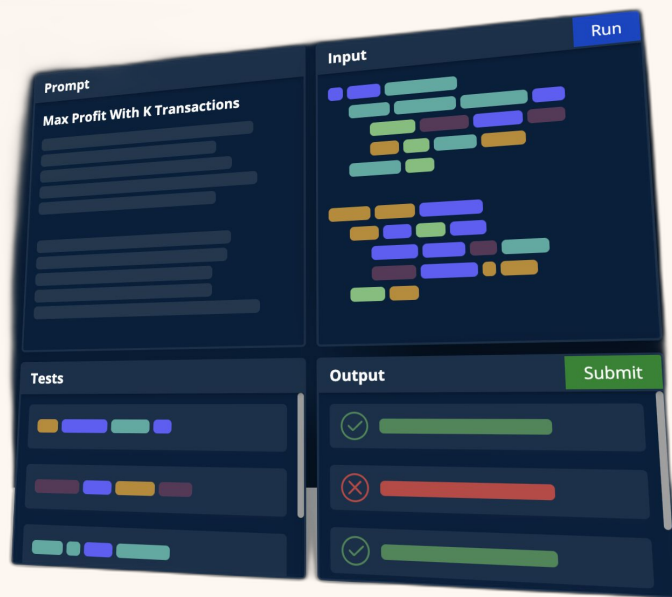 Prompt
Max Profit With K Transactions
Input
Run
Tests
Output
Submit